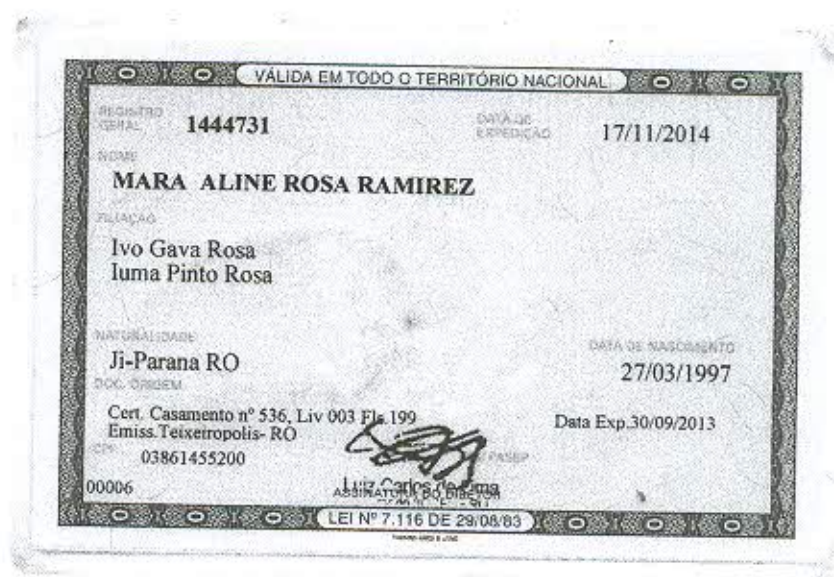 VÁLIDA EM TODO O TERRITÓRIO NACIONAL
REGISTRO GERAL 1444731 DATA DE EXPEDIÇÃO 17/11/2014
NOME
MARA ALINE ROSA RAMIREZ
FILIAÇÃO
Ivo Gava Rosa
Iuma Pinto Rosa
NATURALIDADE DATA DE NASCIMENTO
Ji-Parana RO 27/03/1997
DOC. ORIGEM
Cert. Casamento nº 536, Liv 003 Fls.199 Data Exp.30/09/2013
Emiss.Teixeiropolis- RO
CPF PASEP
03861455200
00006 Luiz Carlos de
ASSINATURA DO DIRETOR
LEI Nº 7.116 DE 29/08/83